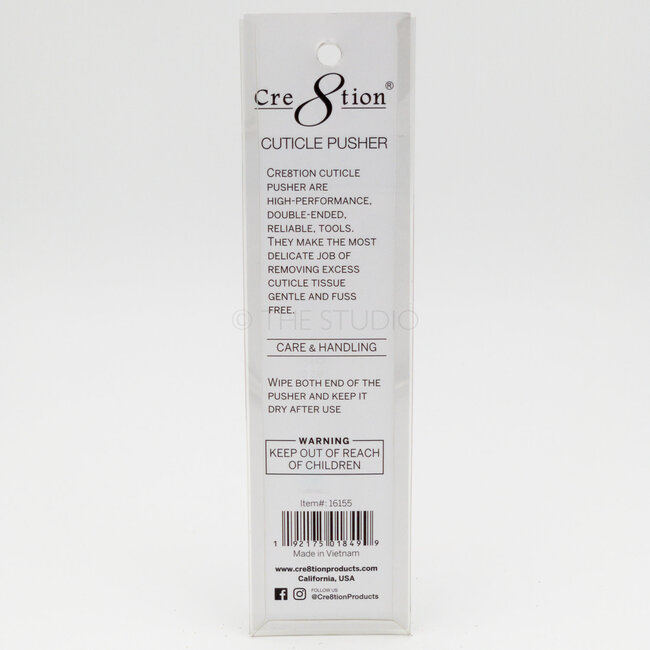 Cre8tion®
CUTICLE PUSHER
CRE8TION CUTICLE
PUSHER ARE
HIGH-PERFORMANCE,
DOUBLE-ENDED,
RELIABLE, TOOLS.
THEY MAKE THE MOST
DELICATE JOB OF
REMOVING EXCESS
CUTICLE TISSUE
GENTLE AND FUSS
FREE.
© THE STUDIO
CARE & HANDLING
WIPE BOTH END OF THE
PUSHER AND KEEP IT
DRY AFTER USE
WARNING
KEEP OUT OF REACH
OF CHILDREN
Item#: 16155
1 92175 01849 9
Made in Vietnam
www.cre8tionproducts.com
California, USA
FOLLOW US
@Cre8tionProducts